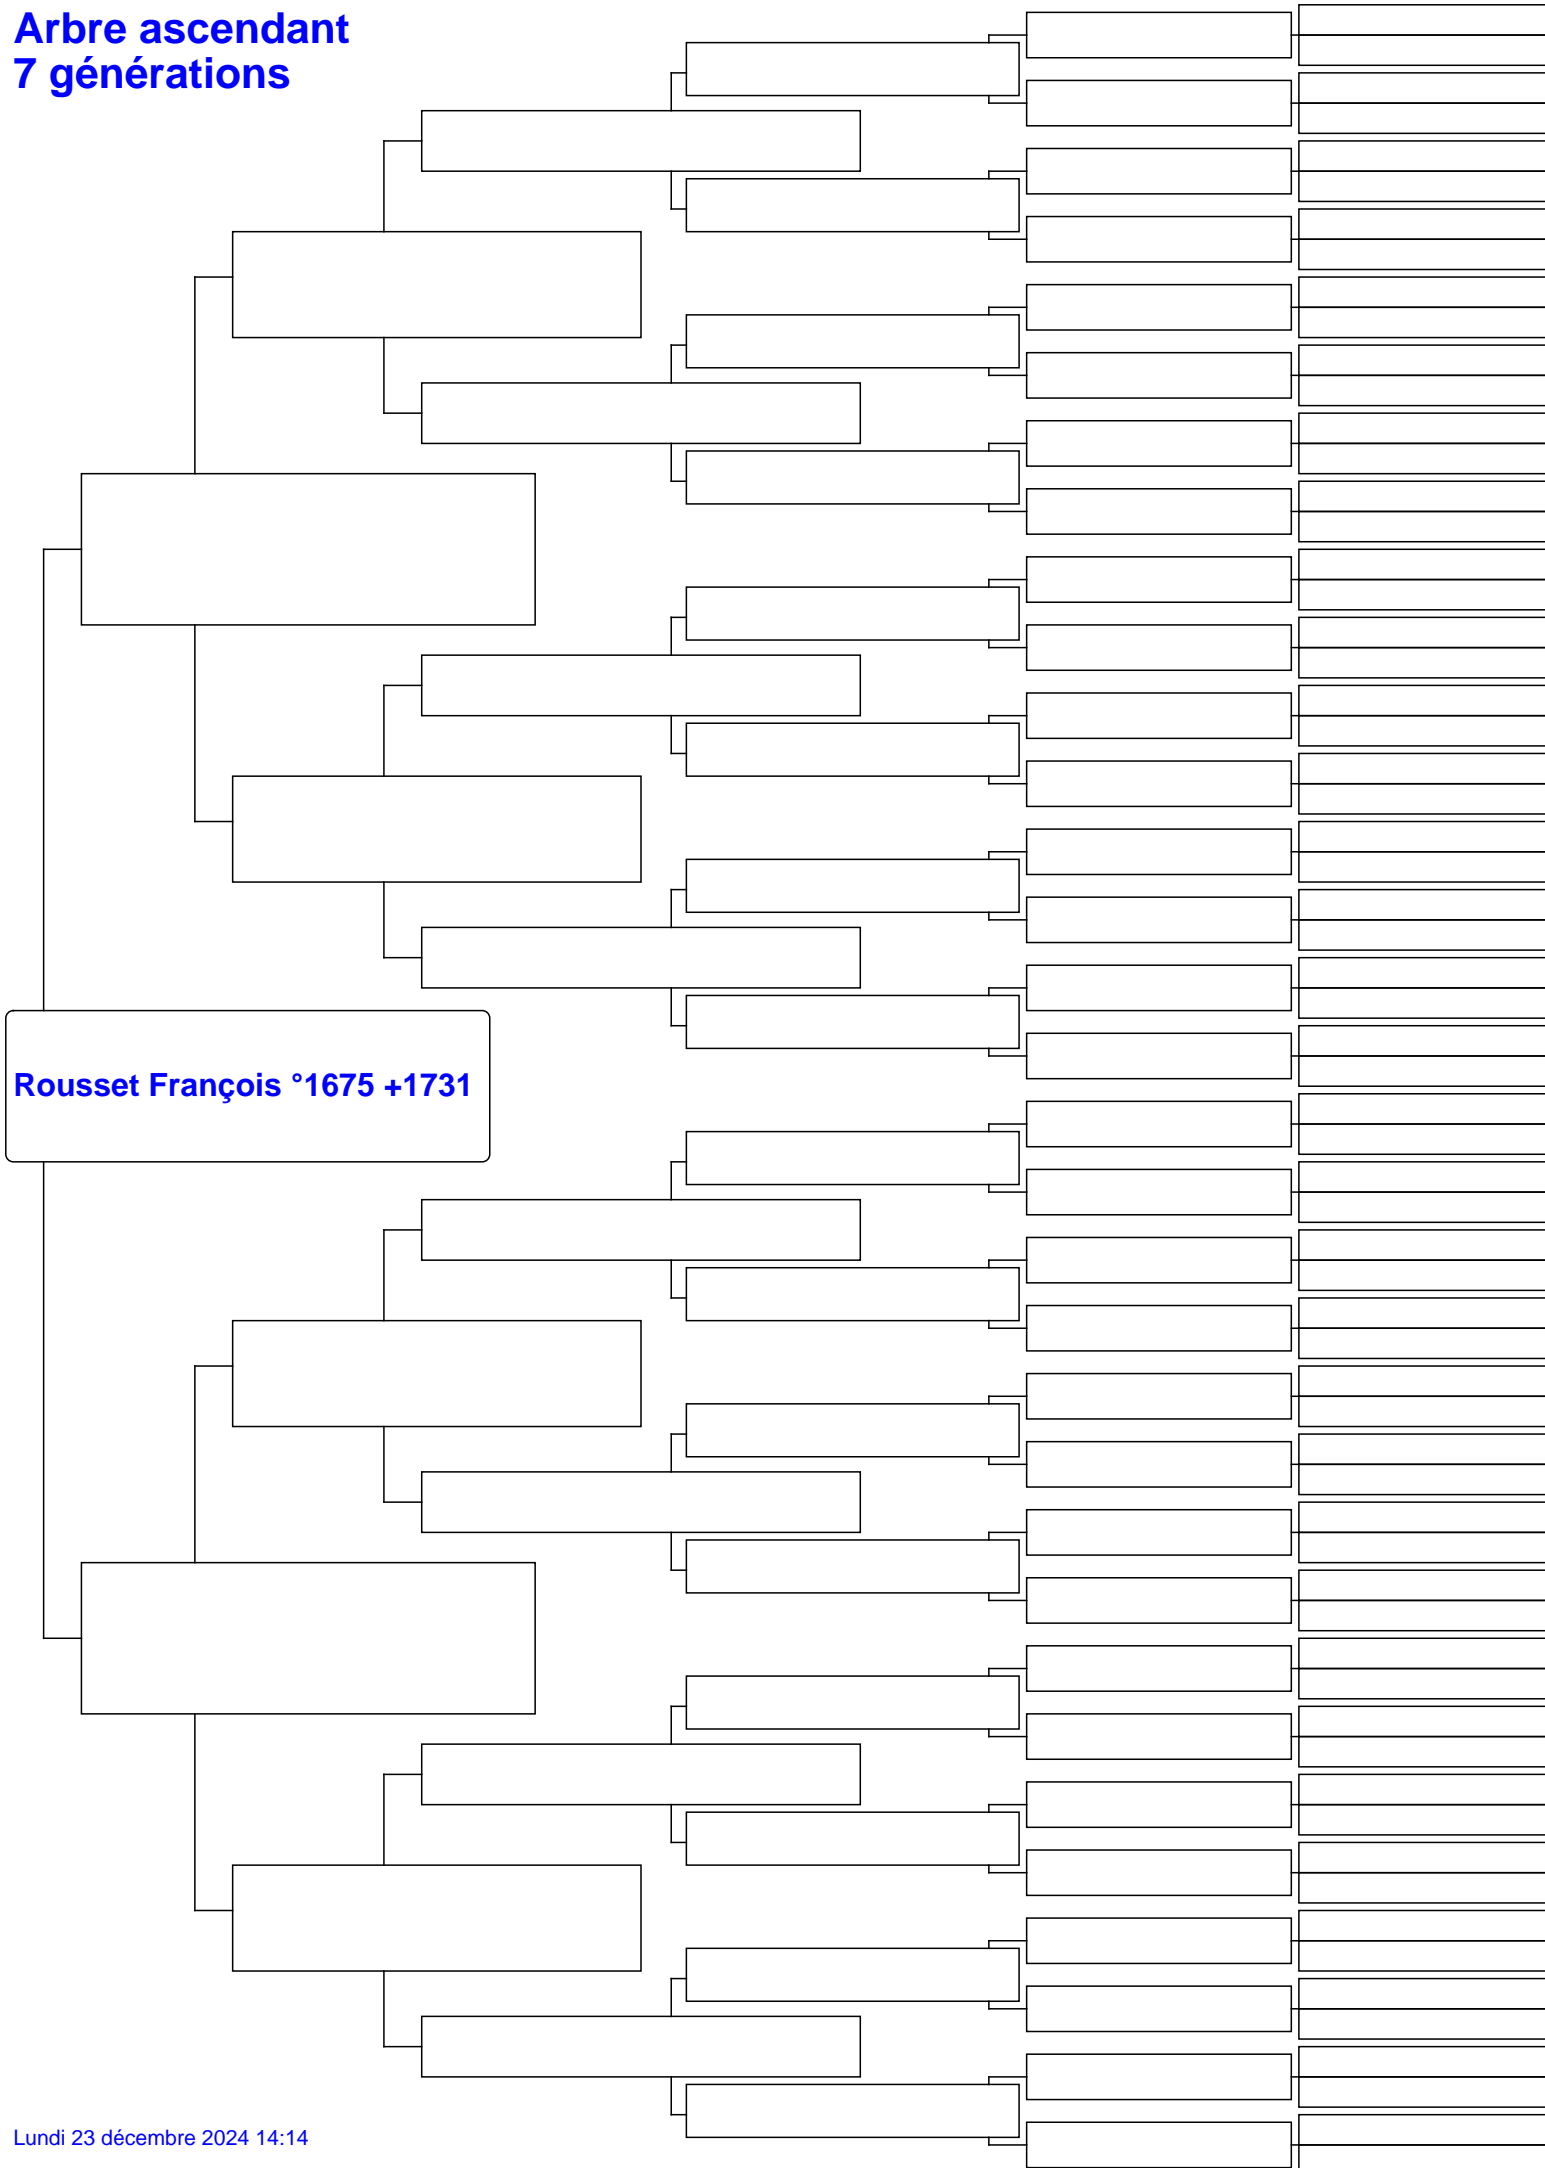 Arbre ascendant
7 générations
Rousset François °1675 +1731
Lundi 23 décembre 2024 14:14